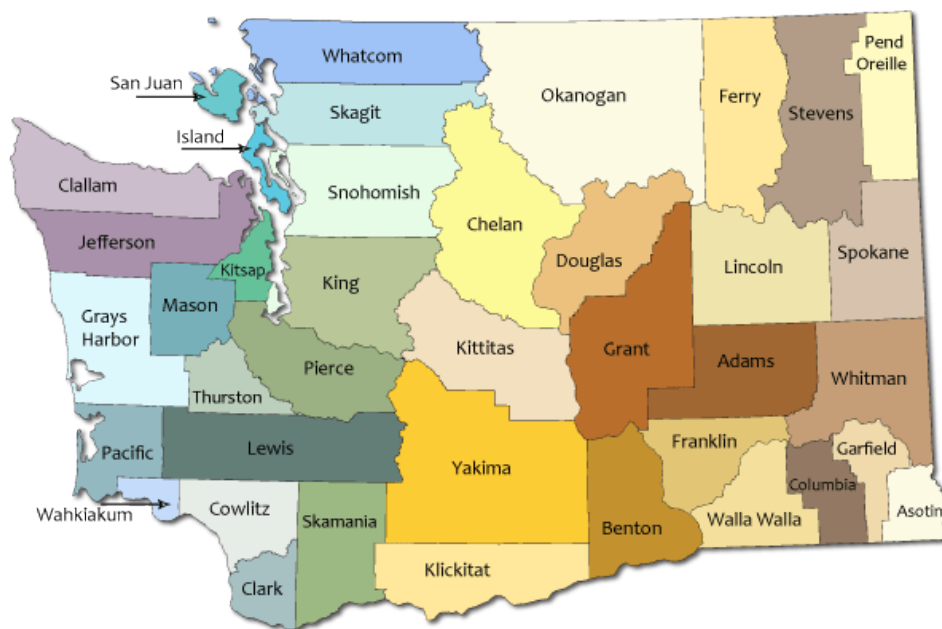 Whatcom
San Juan
Skagit
Island
Okanogan
Ferry
Stevens
Pend
Oreille
Clallam
Snohomish
Chelan
Jefferson
Kitsap
King
Douglas
Lincoln
Spokane
Grays
Harbor
Mason
Kittitas
Grant
Adams
Whitman
Thurston
Pierce
Pacific
Lewis
Yakima
Franklin
Garfield
Wahkiakum
Cowlitz
Skamania
Benton
Walla Walla
Columbia
Asotin
Clark
Klickitat